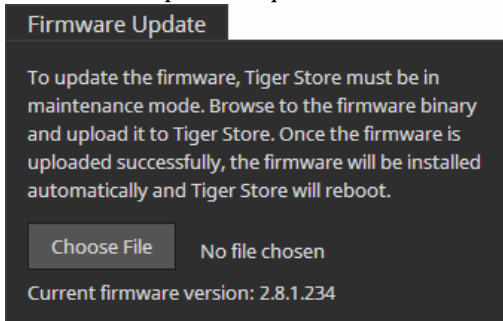 Firmware Update
To update the firmware, Tiger Store must be in
maintenance mode. Browse to the firmware binary
and upload it to Tiger Store. Once the firmware is
uploaded successfully, the firmware will be installed
automatically and Tiger Store will reboot.
Choose File
No file chosen
Current firmware version: 2.8.1.234